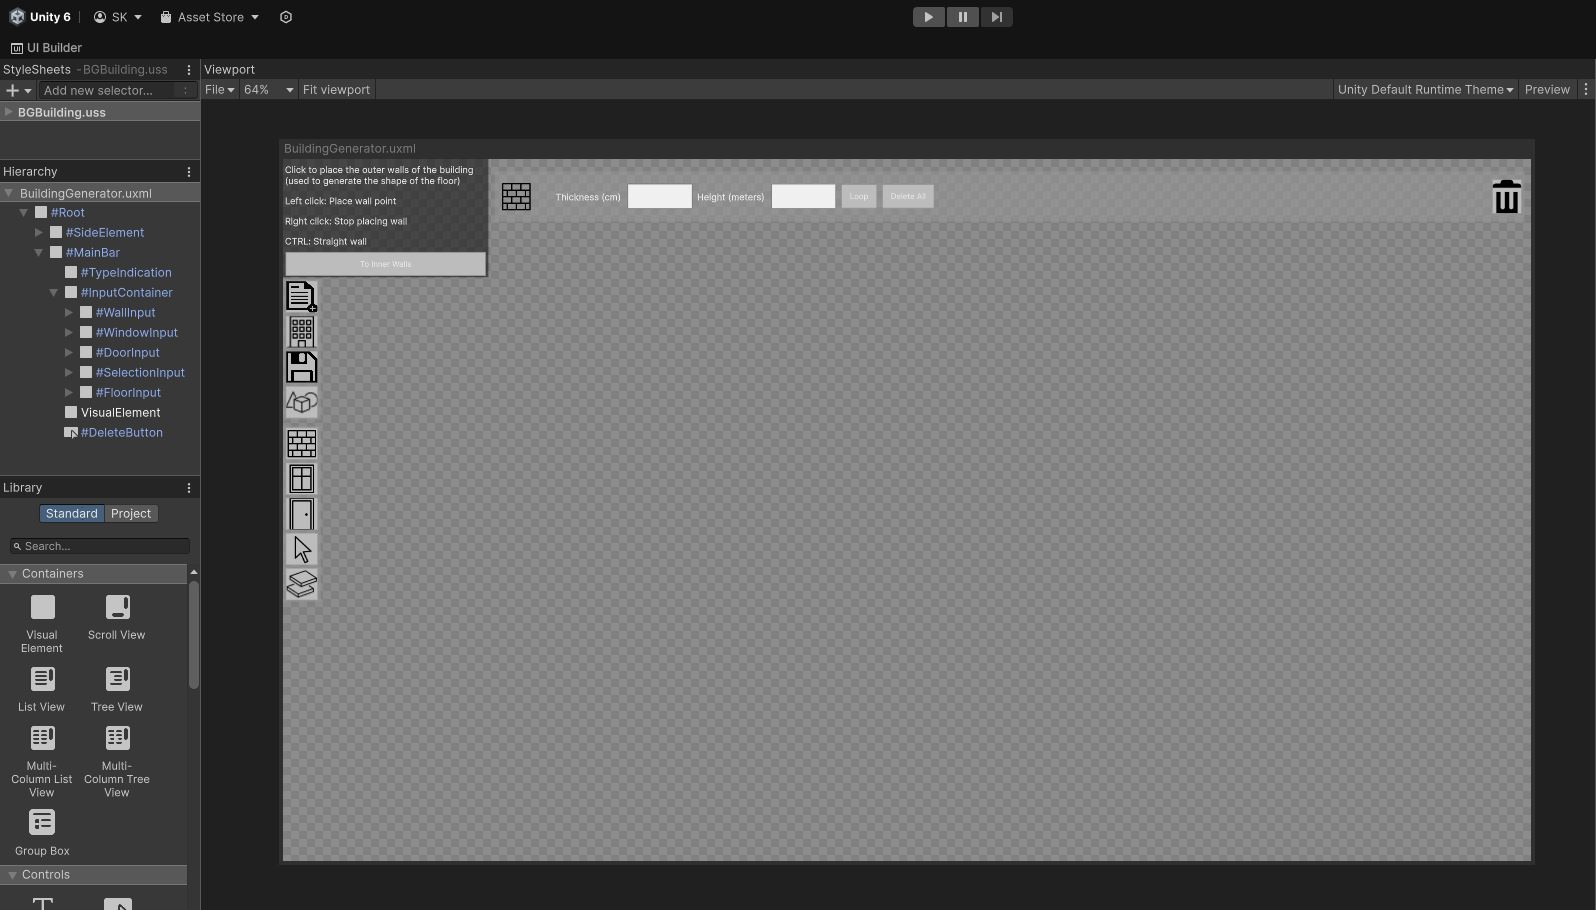 Unity 6
SK
Asset Store
UI Builder
StyleSheets - BGBuilding.uss
Add new selector...
BGBuilding.uss
Hierarchy
BuildingGenerator.uxml
#Root
#SideElement
#MainBar
#TypeIndication
#InputContainer
#WallInput
#WindowInput
#DoorInput
#SelectionInput
#FloorInput
VisualElement
#DeleteButton
Library
Standard
Project
Search...
Containers
Visual
Element
Scroll View
List View
Tree View
Multi-
Column List
View
Multi-
Column Tree
View
Group Box
Controls
Viewport
File
64%
Fit viewport
Unity Default Runtime Theme
Preview
BuildingGenerator.uxml
Click to place the outer walls of the building
(used to generate the shape of the floor)
Left click: Place wall point
Right click: Stop placing wall
CTRL: Straight wall
To Inner Walls
Thickness (cm)
Height (meters)
Loop
Delete All